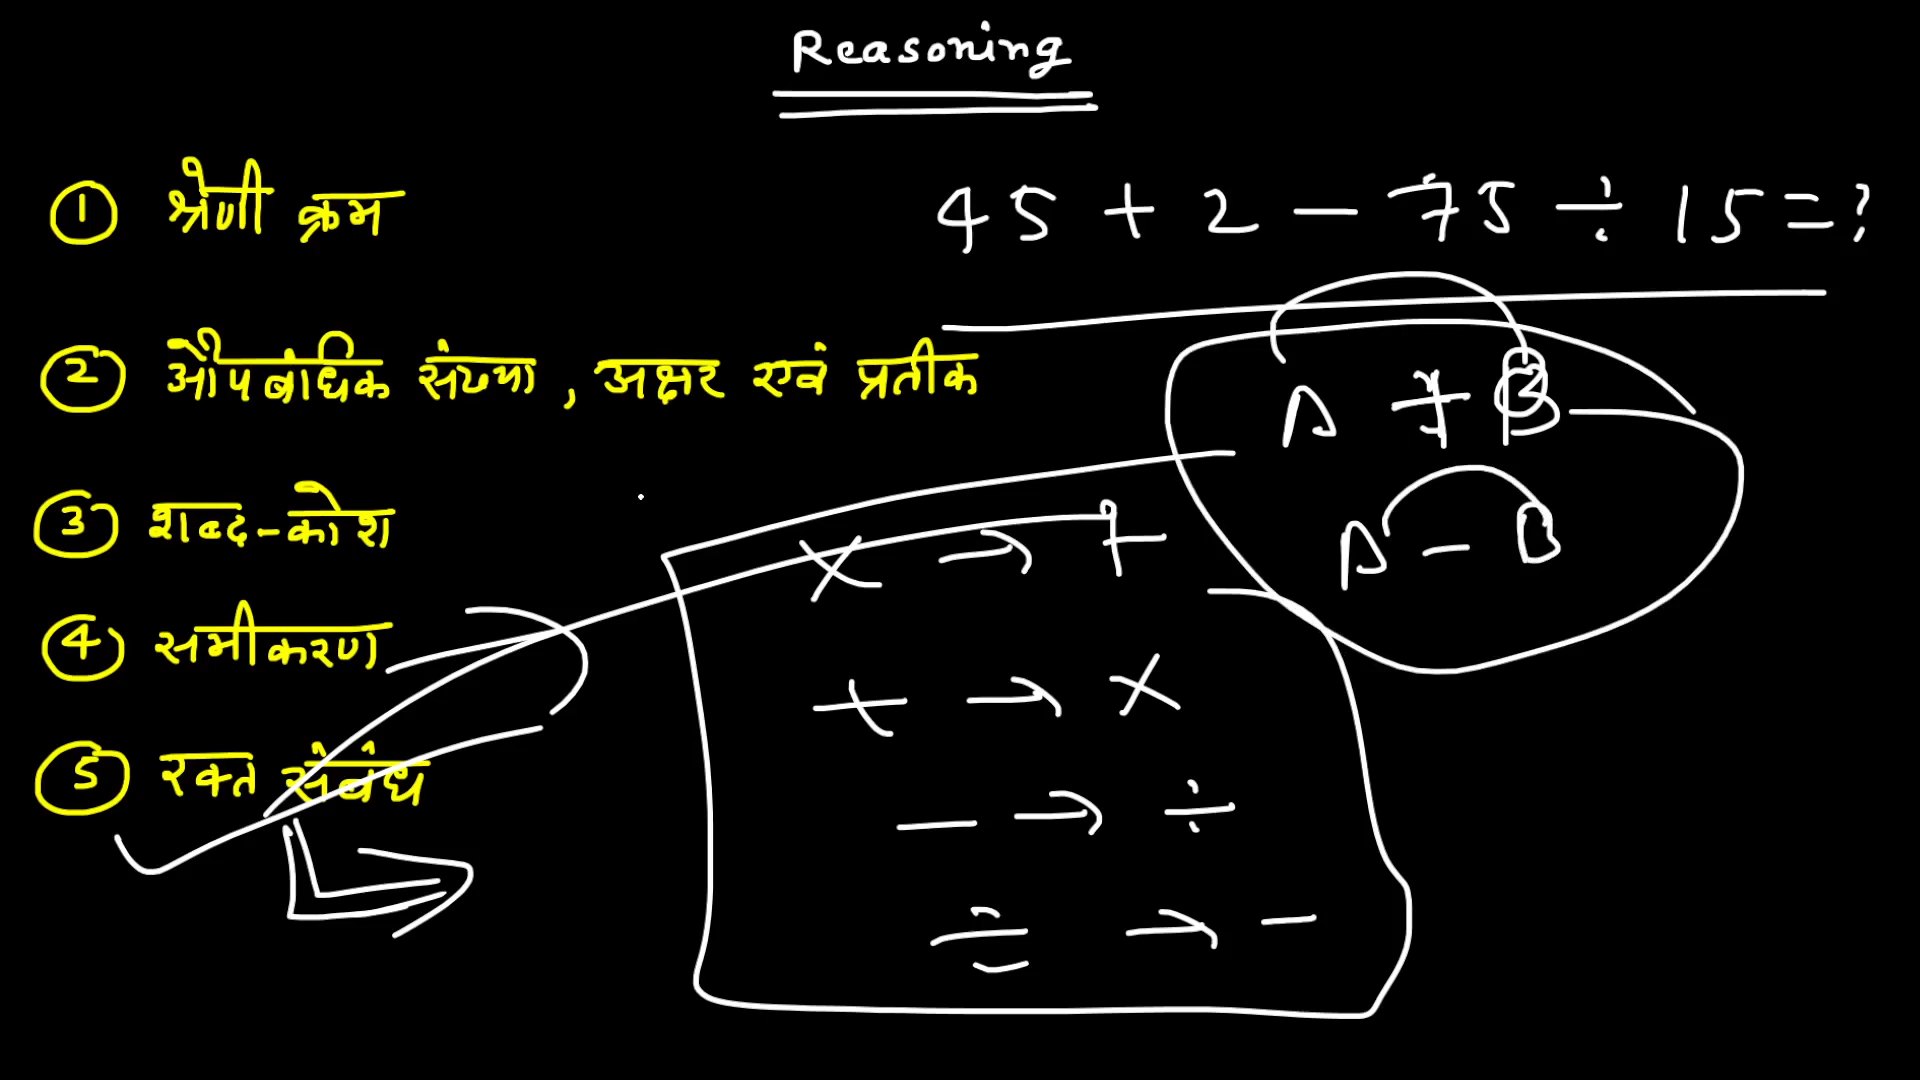 Reasoning
① श्रेणी क्रम
45 + 2 - 75 ÷ 15 = ?
② औपबोधिक संख्या, अक्षर एवं प्रतीक
A + B
③ शब्द-कोश
A - B
× → +
④ समीकरण
+ → ×
⑤ रक्त संबंध
- → ÷
÷ → -